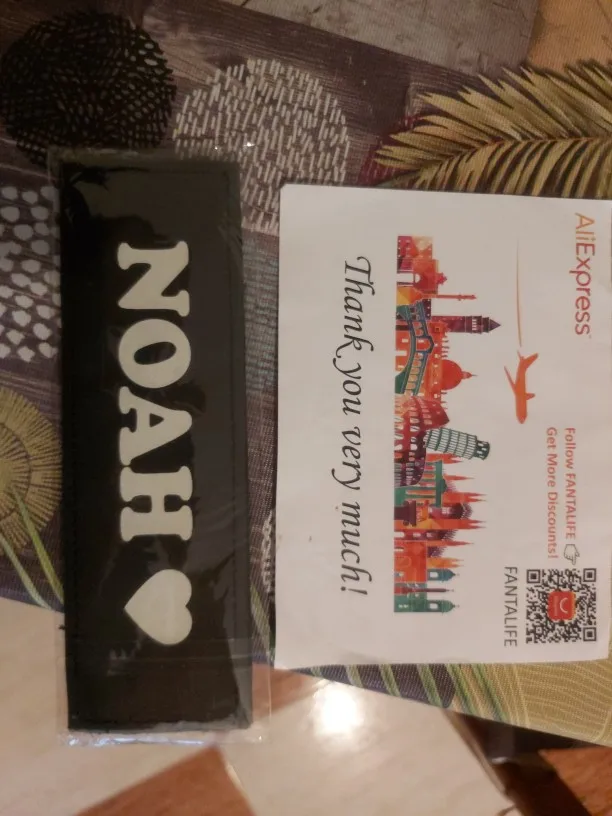 NOAH
AliExpress
Follow FANTALIFE
Get More Discounts!
FANTALIFE
Thank you very much!